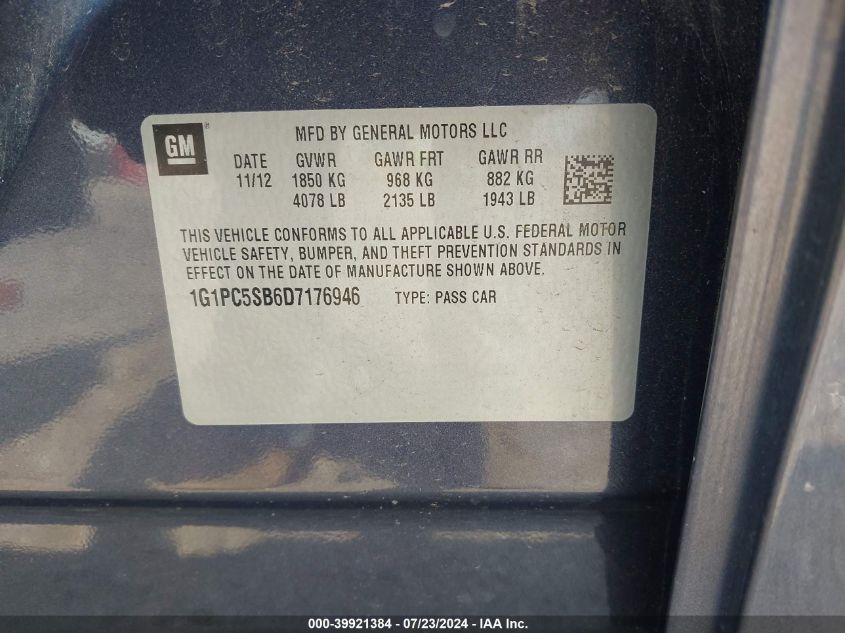 GM
MFD BY GENERAL MOTORS LLC
DATE GVWR GAWR FRT GAWR RR
11/12 1850 KG 968 KG 882 KG
4078 LB 2135 LB 1943 LB
THIS VEHICLE CONFORMS TO ALL APPLICABLE U.S. FEDERAL MOTOR
VEHICLE SAFETY, BUMPER, AND THEFT PREVENTION STANDARDS IN
EFFECT ON THE DATE OF MANUFACTURE SHOWN ABOVE.
1G1PC5SB6D7176946 TYPE: PASS CAR
000-39921384 / 07/23/2024 - IAA Inc.